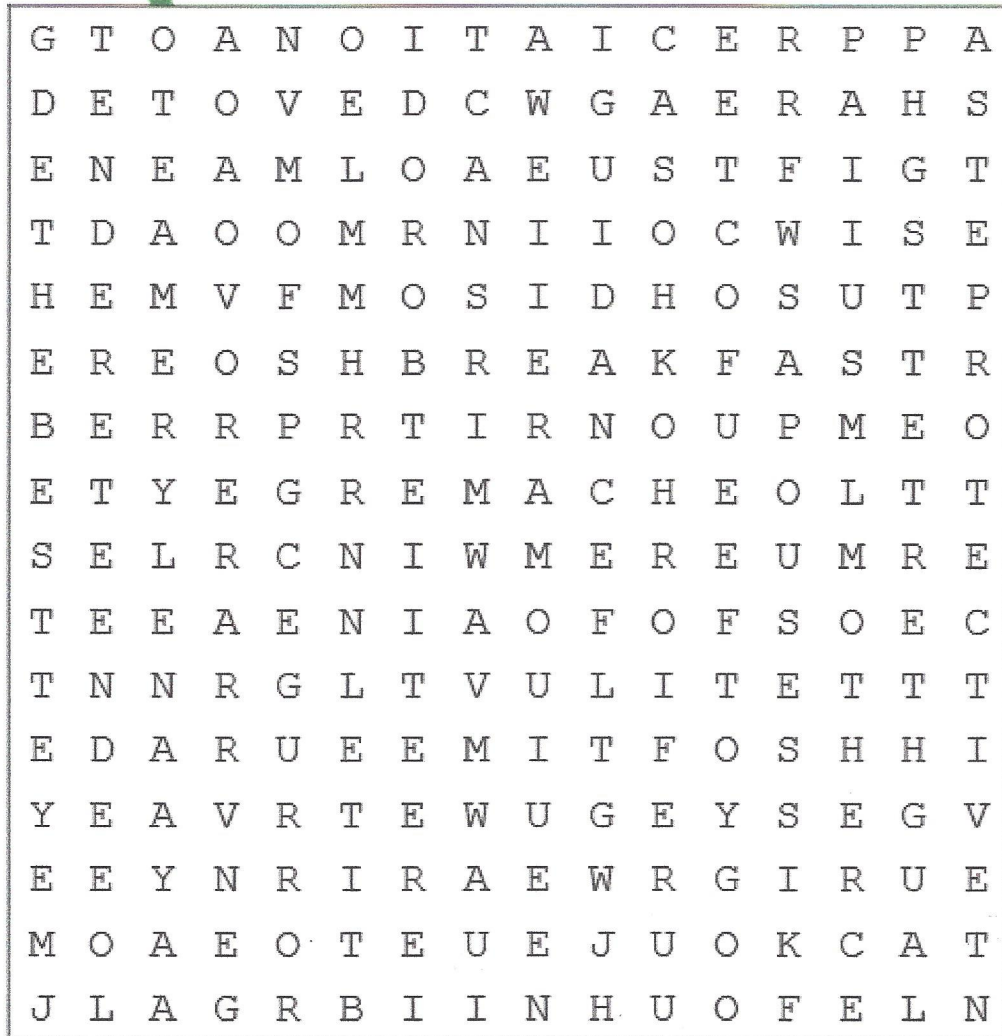 G T O A N O I T A I C E R P P A
D E T O V E D C W G A E R A H S
E N E A M L O A E U S T F I G T
T D A O O M R N I I O C W I S E
H E M V F M O S I D H O S U T P
E R E O S H B R E A K F A S T R
B E R R P R T I R N O U P M E O
E T Y E G R E M A C H E O L T T
S E L R C N I W M E R E U M R E
T E E A E N I A O F O F S O E C
T N N R G L T V U L I T E T T T
E D A R U E E M I T F O S H H I
Y E A V R T E W U G E Y S E G V
E E Y N R I R A E W R G I R U E
M O A E O T E U E J U O K C A T
J L A G R B I I N H U O F E L N